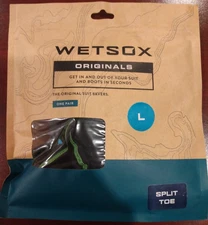 WETSOX
ORIGINALS
GET IN AND OUT OF YOUR SUIT
AND BOOTS IN SECONDS
THE ORIGINAL SUIT SAVERS.
ONE PAIR
L
SPLIT
TOE